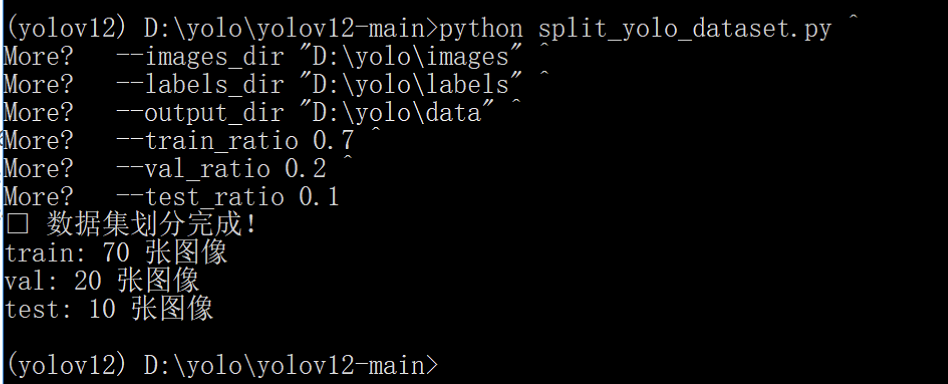 (yolov12) D:\yolo\yolov12-main>python split_yolo_dataset.py ^
More?   --images_dir "D:\yolo\images" ^
More?   --labels_dir "D:\yolo\labels" ^
More?   --output_dir "D:\yolo\data" ^
More?   --train_ratio 0.7 ^
More?   --val_ratio 0.2 ^
More?   --test_ratio 0.1
□ 数据集划分完成!
train: 70 张图像
val: 20 张图像
test: 10 张图像
(yolov12) D:\yolo\yolov12-main>